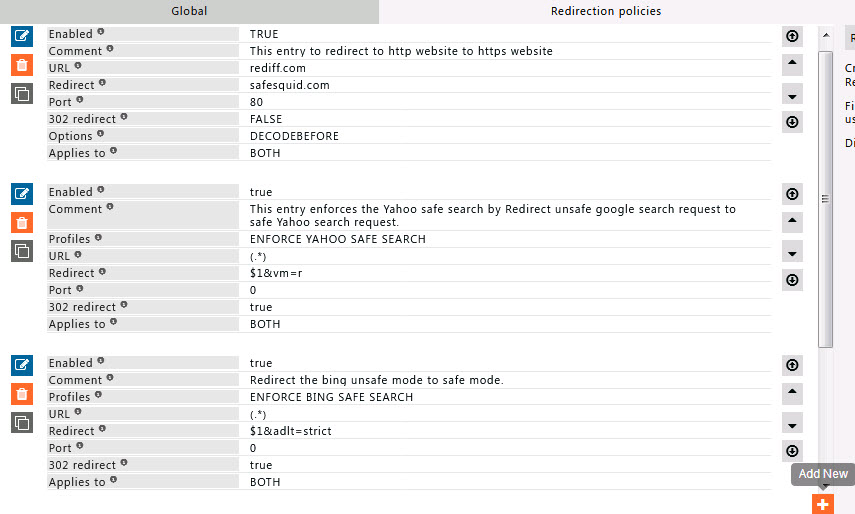 Global Redirection policies
Enabled TRUE
Comment This entry to redirect to http website to https website
URL rediff.com
Redirect safesquid.com
Port 80
302 redirect FALSE
Options DECODEBEFORE
Applies to BOTH
Enabled true
Comment This entry enforces the Yahoo safe search by Redirect unsafe google search request to
safe Yahoo search request.
Profiles ENFORCE YAHOO SAFE SEARCH
URL (.*)
Redirect $1&vm=r
Port 0
302 redirect true
Applies to BOTH
Enabled true
Comment Redirect the bing unsafe mode to safe mode.
Profiles ENFORCE BING SAFE SEARCH
URL (.*)
Redirect $1&adlt=strict
Port 0
302 redirect true
Applies to BOTH
Add New